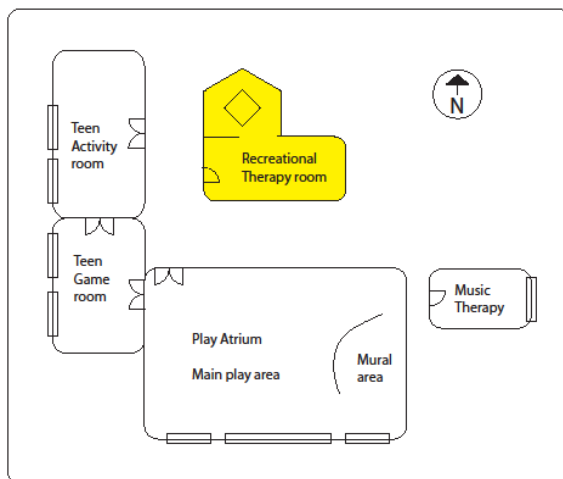 Teen
Activity
room
Recreational
Therapy room
N
Teen
Game
room
Music
Therapy
Play Atrium
Main play area
Mural
area